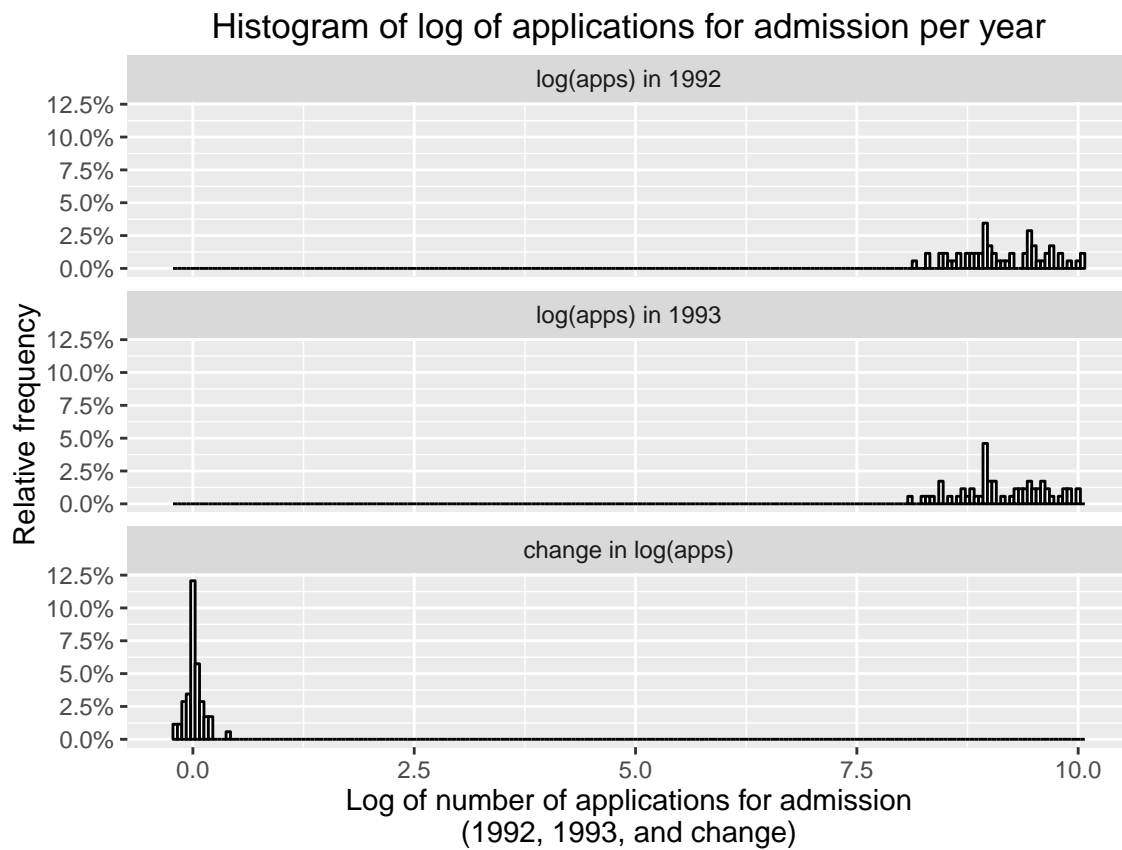 Histogram of log of applications for admission per year
log(apps) in 1992
12.5%
10.0%
7.5%
5.0%
2.5%
0.0%
log(apps) in 1993
12.5%
10.0%
7.5%
5.0%
2.5%
0.0%
change in log(apps)
12.5%
10.0%
7.5%
5.0%
2.5%
0.0%
Relative frequency
0.0 2.5 5.0 7.5 10.0
Log of number of applications for admission
(1992, 1993, and change)